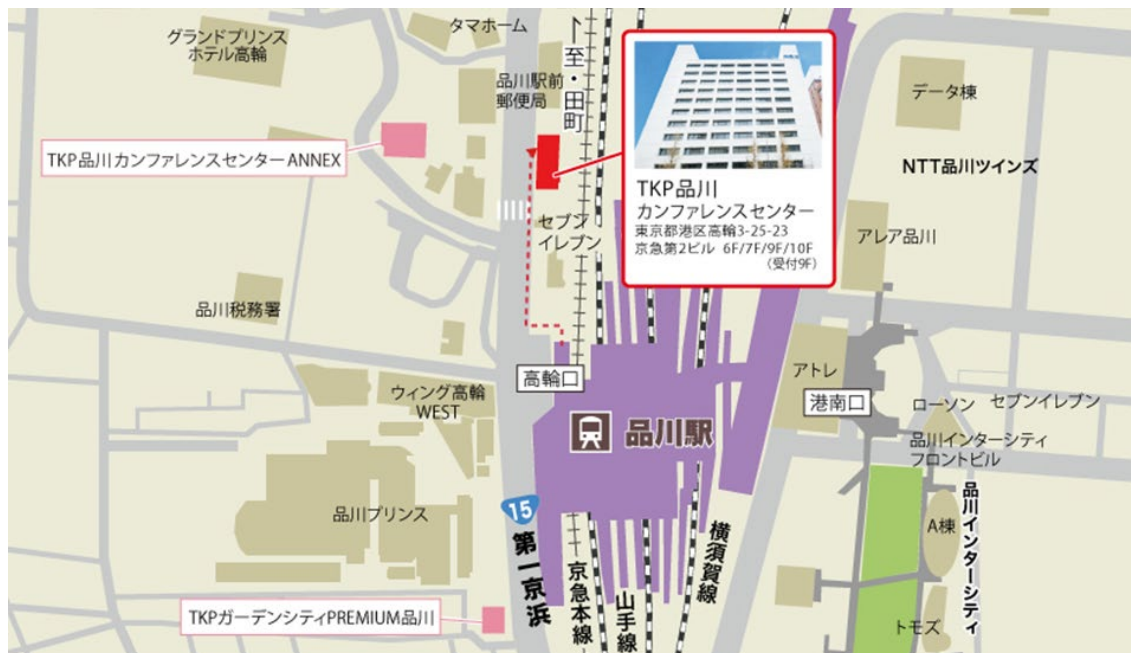 グランドプリンス
ホテル高輪
タマホーム
至・田町
品川駅前
郵便局
TKP品川カンファレンスセンターANNEX
TKP品川
カンファレンスセンター
東京都港区高輪3-25-23
京急第2ビル 6F/7F/9F/10F
(受付9F)
データ棟
NTT品川ツインズ
アレア品川
セブン
イレブン
品川税務署
高輪口
ウィング高輪
WEST
品川駅
アトレ
港南口
ローソン
セブンイレブン
品川インターシティ
フロントビル
品川プリンス
15
第一京浜
京急本線
山手線
横須賀線
A棟
品川インターシティ
トモズ
TKPガーデンシティPREMIUM品川